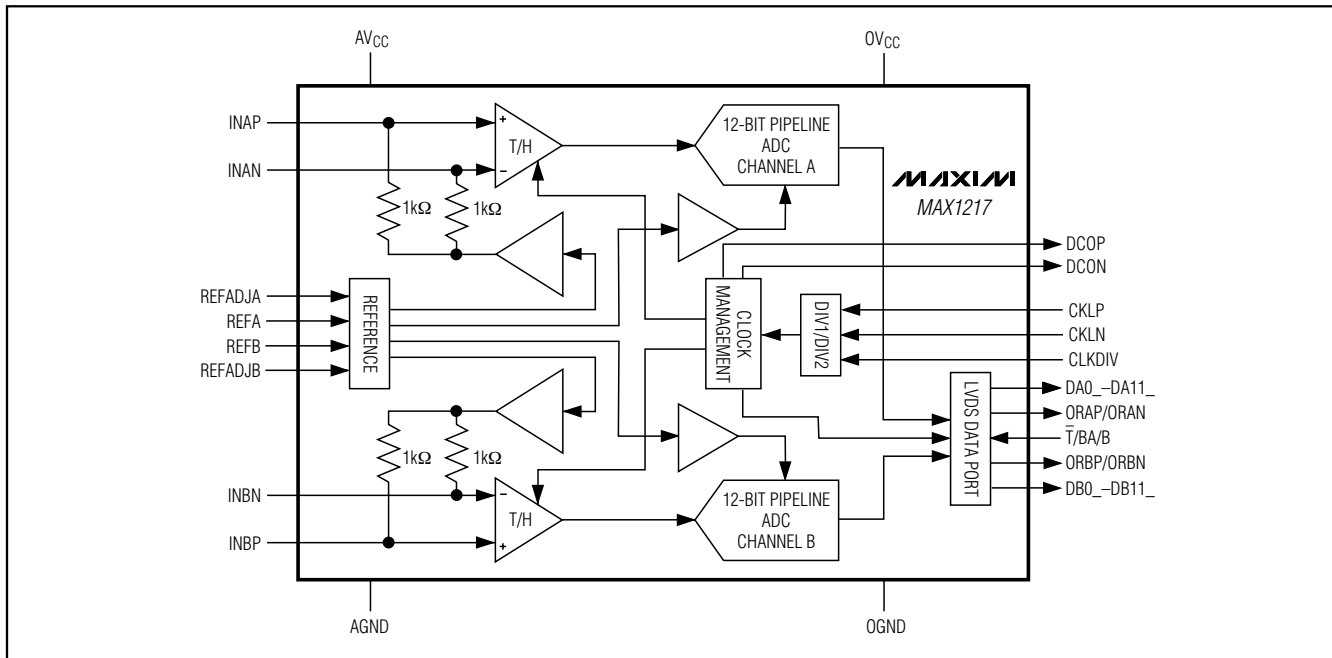 AVCC
OVCC
INAP
INAN
+
−
T/H
12-BIT PIPELINE
ADC
CHANNEL A
MAXIM
MAX1217
1kΩ
1kΩ
DCOP
DCON
REFADJA
REFA
REFB
REFADJB
REFERENCE
CLOCK
MANAGEMENT
DIV1/DIV2
CKLP
CKLN
CLKDIV
LVDS DATA PORT
DA0_–DA11_
ORAP/ORAN
T̅/BA/B
ORBP/ORBN
DB0_–DB11_
1kΩ
1kΩ
INBN
INBP
−
+
T/H
12-BIT PIPELINE
ADC
CHANNEL B
AGND
OGND